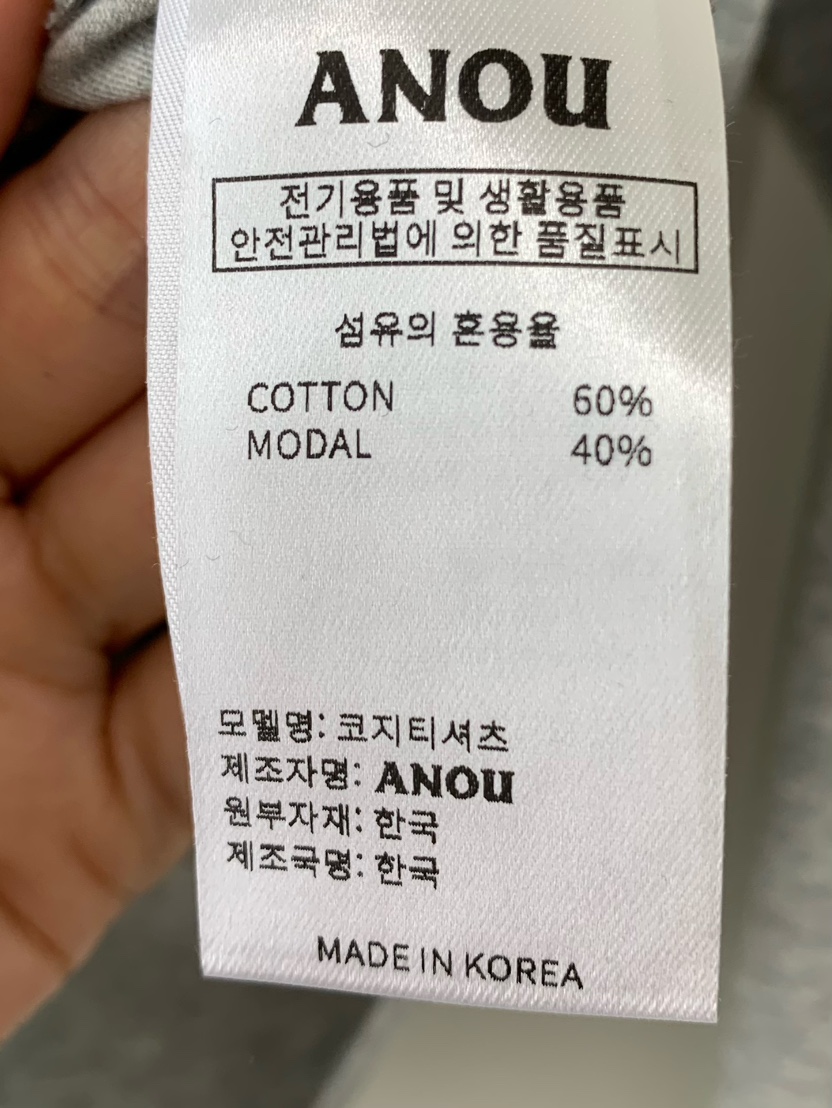 ANOU
전기용품 및 생활용품
안전관리법에 의한 품질표시
섬유의 혼용율
COTTON 60%
MODAL 40%
모델명: 코지티셔츠
제조자명: ANOU
원부자재: 한국
제조국명: 한국
MADE IN KOREA